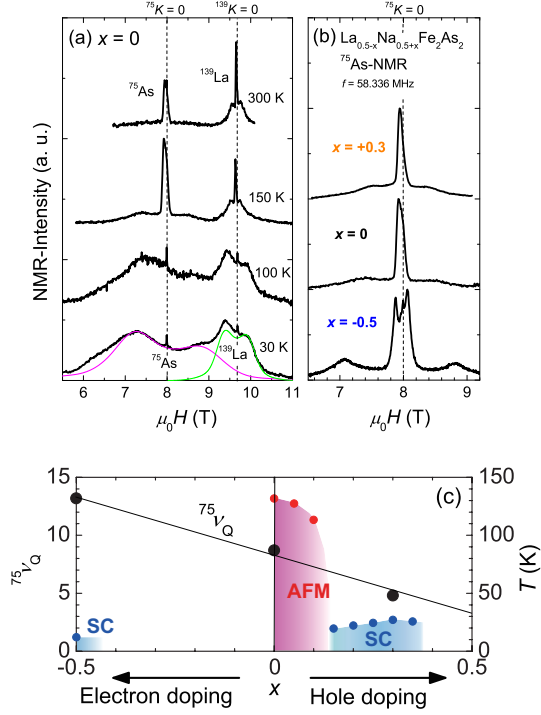 ⁷⁵K = 0
¹³⁹K = 0
(a) x = 0
⁷⁵As
¹³⁹La
300 K
150 K
100 K
30 K
⁷⁵As
¹³⁹La
NMR-Intensity (a. u.)
6 7 8 9 10 11
μ₀H (T)
⁷⁵K = 0
(b) La₀.₅₋ₓNa₀.₅₊ₓFe₂As₂
⁷⁵As-NMR
f = 58.336 MHz
x = +0.3
x = 0
x = -0.5
7 8 9
μ₀H (T)
(c)
15
10
5
0
⁷⁵νQ
⁷⁵νQ
AFM
SC
SC
150
100
50
0
T (K)
-0.5 0 0.5
x
Electron doping
Hole doping